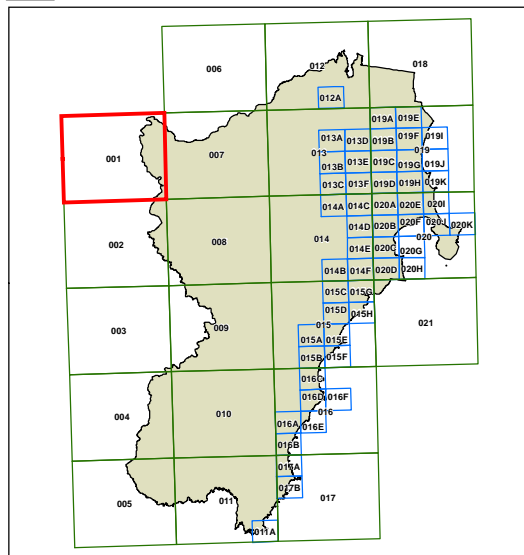 006 012 018
012A
019A 019E
001 007 013A 013D 019B 019F 019I
013 019
013B 013E 019C 019G 019J
013C 013F 019D 019H 019K
014A 014C 020A 020E 020I
002 008 014 014D 020B 020F 020J 020K
020
014E 020C 020G
014B 014F 020D 020H
015C 015G
003 009 015D 015H 021
015
015A 015E
015B 015F
016C
004 010 016D 016F
016
016A 016E
016B
017A
005 011 017B 017
011A